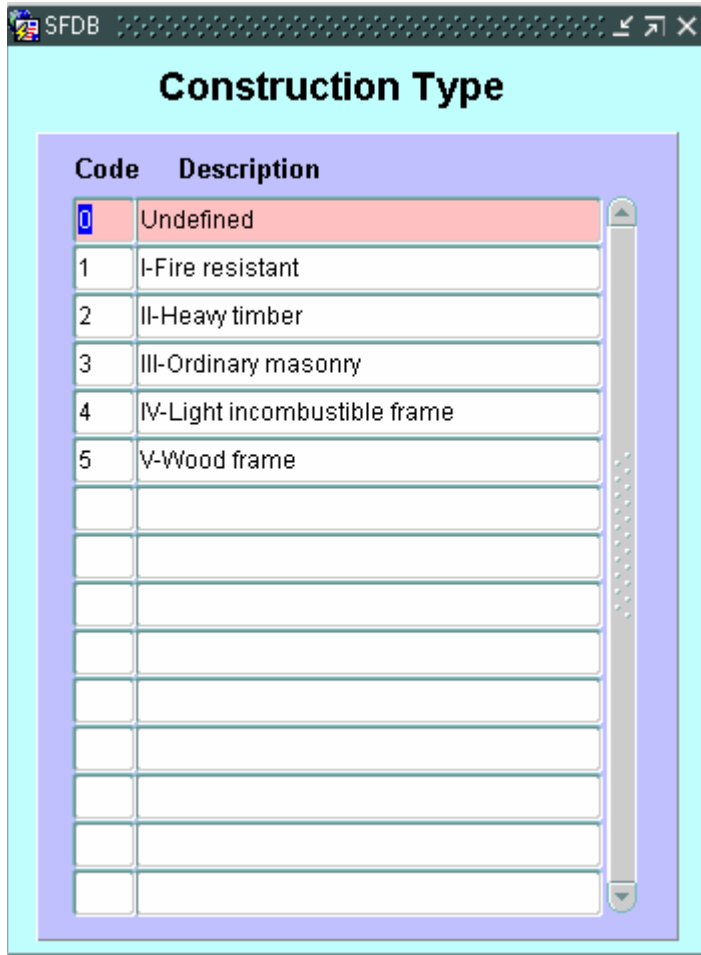 SFDB
Construction Type
Code Description
0 Undefined
1 I-Fire resistant
2 II-Heavy timber
3 III-Ordinary masonry
4 IV-Light incombustible frame
5 V-Wood frame